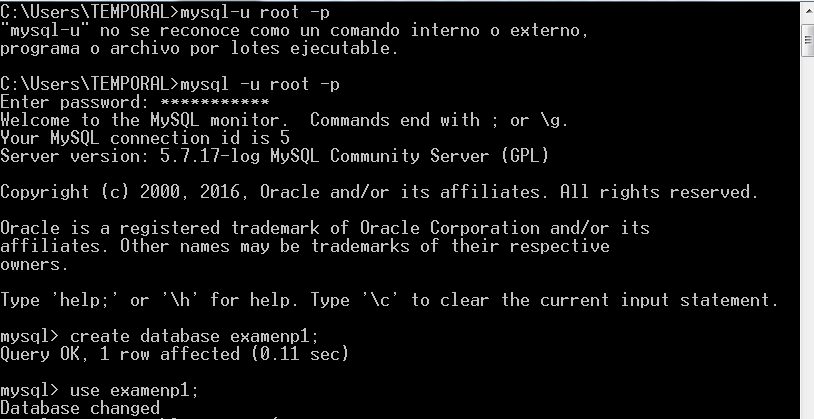 C:\Users\TEMPORAL>mysql-u root -p
"mysql-u" no se reconoce como un comando interno o externo,
programa o archivo por lotes ejecutable.
C:\Users\TEMPORAL>mysql -u root -p
Enter password: ***********
Welcome to the MySQL monitor.  Commands end with ; or \g.
Your MySQL connection id is 5
Server version: 5.7.17-log MySQL Community Server (GPL)
Copyright (c) 2000, 2016, Oracle and/or its affiliates. All rights reserved.
Oracle is a registered trademark of Oracle Corporation and/or its
affiliates. Other names may be trademarks of their respective
owners.
Type 'help;' or '\h' for help. Type '\c' to clear the current input statement.
mysql> create database examenp1;
Query OK, 1 row affected (0.11 sec)
mysql> use examenp1;
Database changed